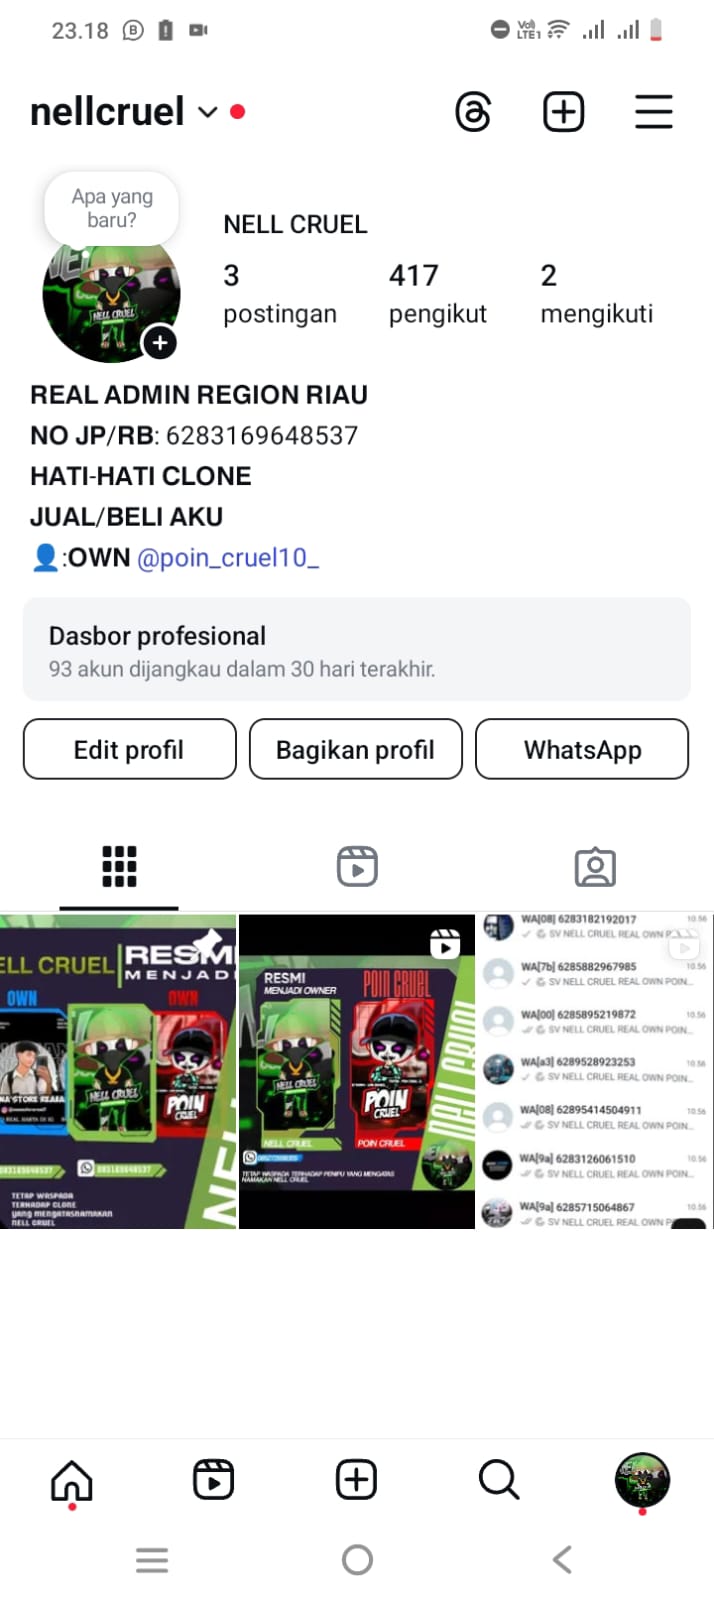 23.18
Vo) LTE1
nellcruel
Apa yang
baru?
NELL CRUEL
3 417 2
postingan pengikut mengikuti
REAL ADMIN REGION RIAU
NO JP/RB: 6283169648537
HATI-HATI CLONE
JUAL/BELI AKU
👤:OWN @poin_cruel10_
Dasbor profesional
93 akun dijangkau dalam 30 hari terakhir.
Edit profil
Bagikan profil
WhatsApp
ELL CRUEL RESMI
MENJADI
OWN OWN
NELL CRUEL
POIN
CRUEL
TETAP WASPADA
TERHADAP CLONE
yang mengatasnamakan
NELL CRUEL
RESMI
MENJADI OWNER
POIN CRUEL
NELL CRUEL
POIN
CRUEL
NELL CRUEL
POIN CRUEL
NELL CRUEL
TETAP WASPADA TERHADAP PENIPU YANG MENGATAS
NAMAKAN NELL CRUEL
WA[08] 6283182192017 10.56
SV NELL CRUEL REAL OWN P
WA[7b] 6285882967985 10.56
SV NELL CRUEL REAL OWN POIN...
WA[00] 6285895219872 10.56
SV NELL CRUEL REAL OWN POIN...
WA[a3] 6289528923253 10.56
SV NELL CRUEL REAL OWN POIN...
WA[08] 62895414504911 10.56
SV NELL CRUEL REAL OWN POIN...
WA[9a] 6283126061510 10.56
SV NELL CRUEL REAL OWN POIN...
WA[9a] 6285715064867 10.56
SV NELL CRUEL REAL OWN P